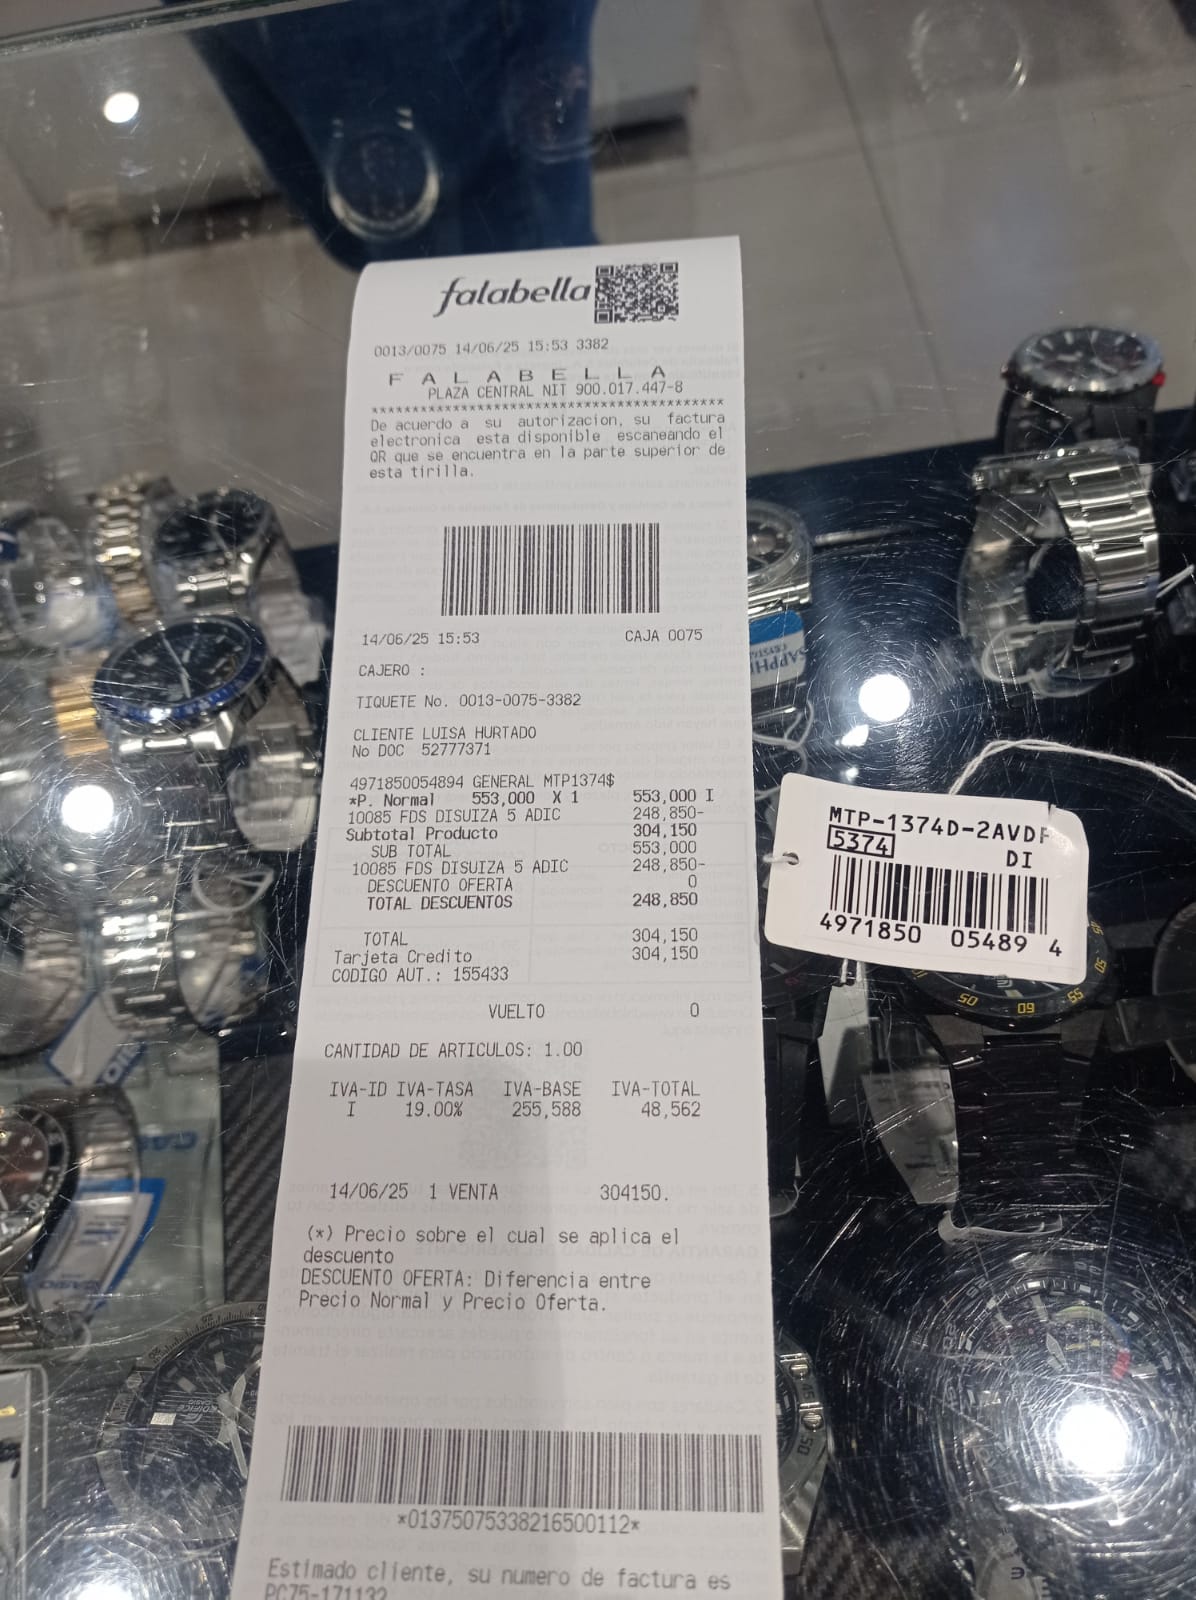 falabella
0013/0075 14/06/25 15:53 3382
F A L A B E L L A
PLAZA CENTRAL NIT 900.017.447-8
********************************************
De acuerdo a su autorizacion, su factura
electronica esta disponible escaneando el
QR que se encuentra en la parte superior de
esta tirilla.
14/06/25 15:53 CAJA 0075
CAJERO :
TIQUETE No. 0013-0075-3382
CLIENTE LUISA HURTADO
No DOC 52777371
4971850054894 GENERAL MTP1374$
*P. Normal 553,000 X 1 553,000 I
10085 FDS DISUIZA 5 ADIC 248,850-
Subtotal Producto 304,150
SUB TOTAL 553,000
10085 FDS DISUIZA 5 ADIC 248,850-
DESCUENTO OFERTA 0
TOTAL DESCUENTOS 248,850
TOTAL 304,150
Tarjeta Credito 304,150
CODIGO AUT.: 155433
VUELTO 0
CANTIDAD DE ARTICULOS: 1.00
IVA-ID IVA-TASA IVA-BASE IVA-TOTAL
I 19.00% 255,588 48,562
14/06/25 1 VENTA 304150.
(*) Precio sobre el cual se aplica el
descuento
DESCUENTO OFERTA: Diferencia entre
Precio Normal y Precio Oferta.
*01375075338216500112*
Estimado cliente, su numero de factura es
PC75-171132
MTP-1374D-2AVDF
5374 DI
4971850 05489 4
SAPPHI
CASIO
EDIFICE
50 55 60